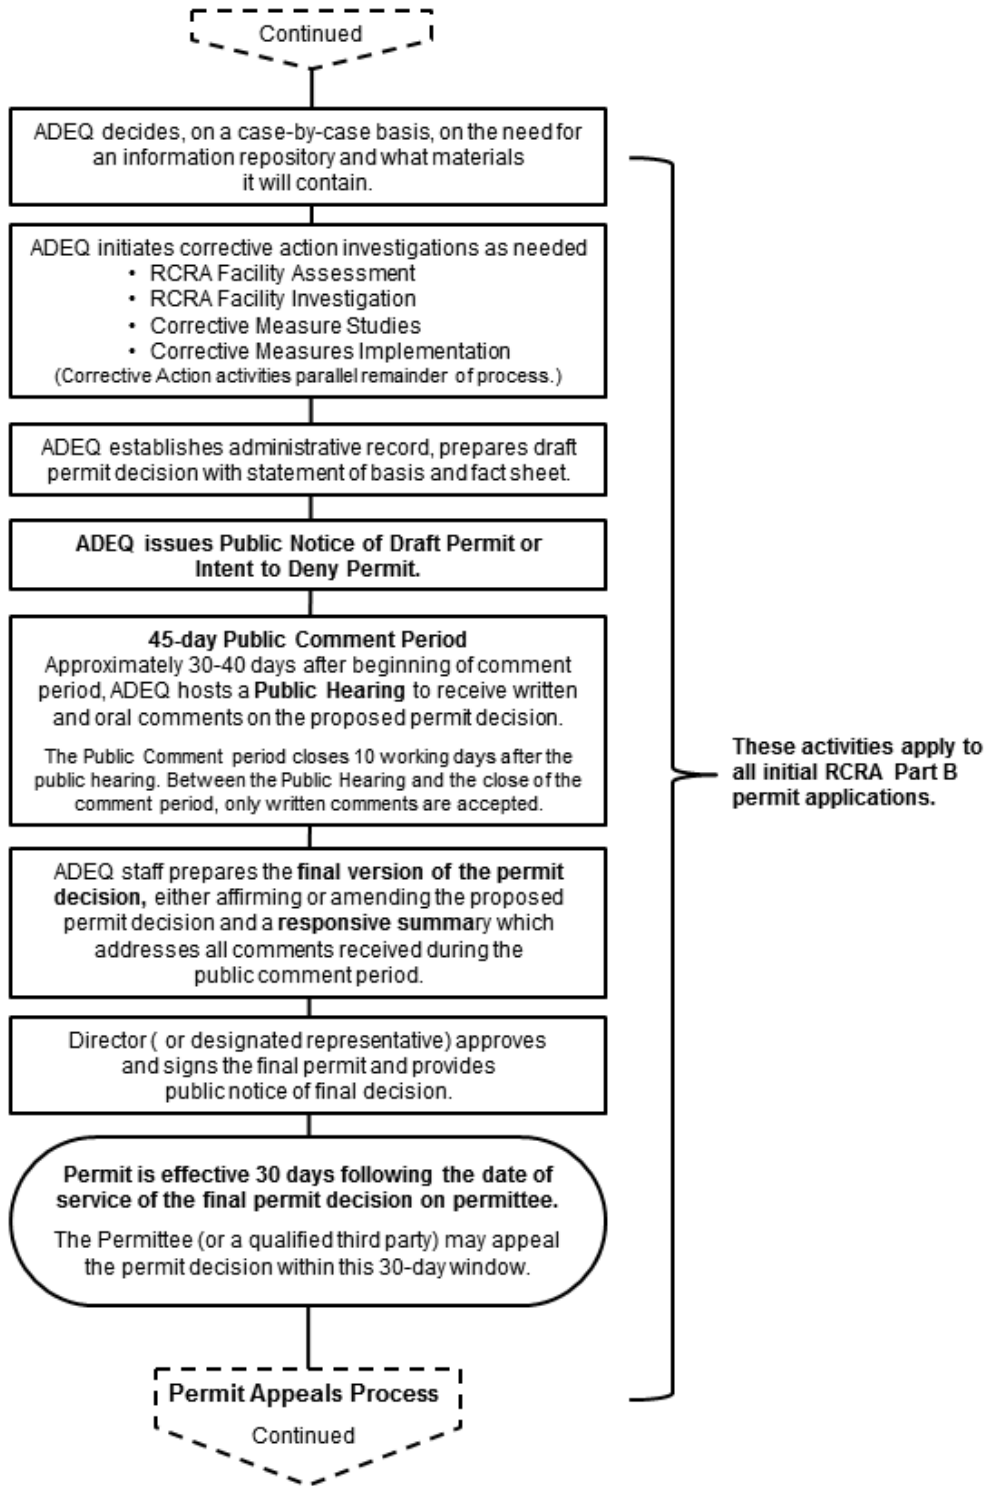 Continued
ADEQ decides, on a case-by-case basis, on the need for
an information repository and what materials
it will contain.
ADEQ initiates corrective action investigations as needed
• RCRA Facility Assessment
• RCRA Facility Investigation
• Corrective Measure Studies
• Corrective Measures Implementation
(Corrective Action activities parallel remainder of process.)
ADEQ establishes administrative record, prepares draft
permit decision with statement of basis and fact sheet.
ADEQ issues Public Notice of Draft Permit or
Intent to Deny Permit.
45-day Public Comment Period
Approximately 30-40 days after beginning of comment
period, ADEQ hosts a Public Hearing to receive written
and oral comments on the proposed permit decision.
The Public Comment period closes 10 working days after the
public hearing. Between the Public Hearing and the close of the
comment period, only written comments are accepted.
These activities apply to
all initial RCRA Part B
permit applications.
ADEQ staff prepares the final version of the permit
decision, either affirming or amending the proposed
permit decision and a responsive summary which
addresses all comments received during the
public comment period.
Director ( or designated representative) approves
and signs the final permit and provides
public notice of final decision.
Permit is effective 30 days following the date of
service of the final permit decision on permittee.
The Permittee (or a qualified third party) may appeal
the permit decision within this 30-day window.
Permit Appeals Process
Continued